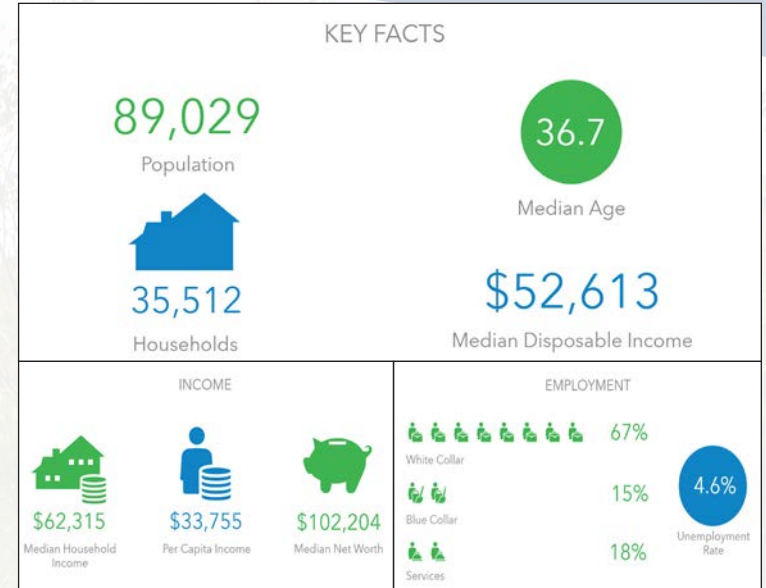 KEY FACTS
89,029
Population
36.7
Median Age
35,512
Households
$52,613
Median Disposable Income
INCOME
$62,315
Median Household
Income
$33,755
Per Capita Income
$102,204
Median Net Worth
EMPLOYMENT
67%
White Collar
15%
Blue Collar
18%
Services
4.6%
Unemployment
Rate